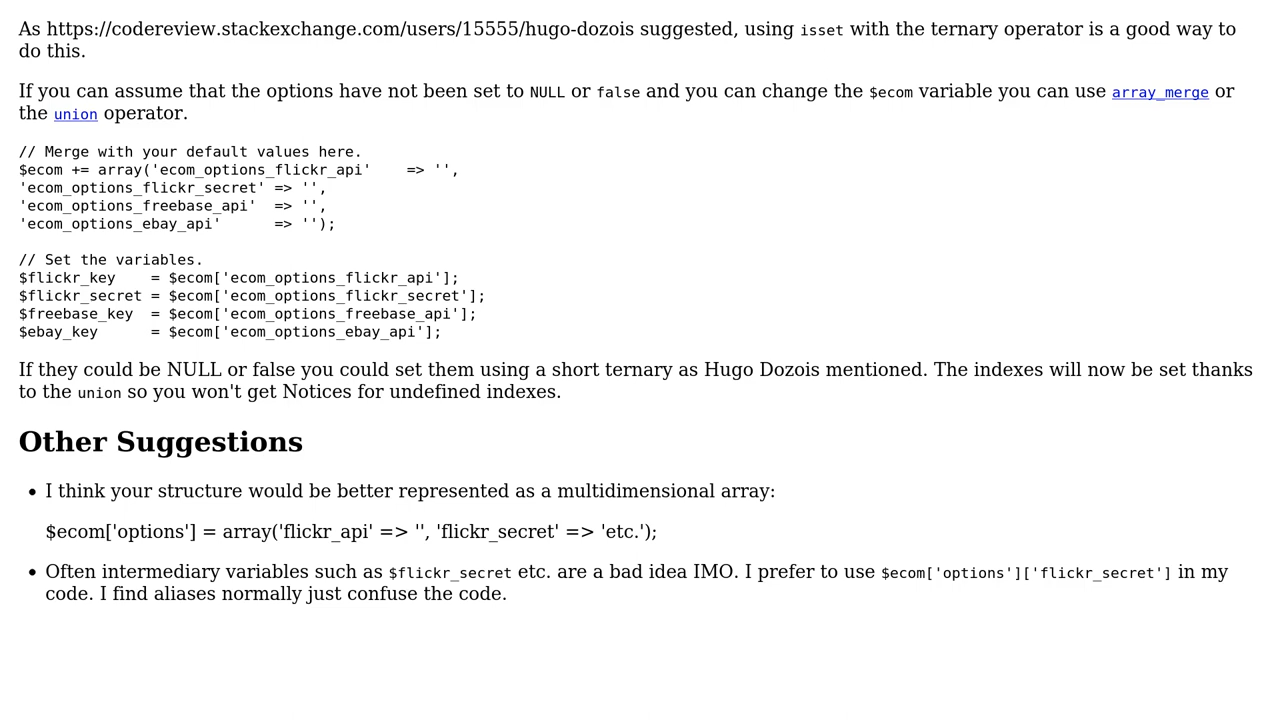 As https://codereview.stackexchange.com/users/15555/hugo-dozois suggested, using isset with the ternary operator is a good way to
do this.
If you can assume that the options have not been set to NULL or false and you can change the $ecom variable you can use array_merge or
the union operator.
// Merge with your default values here.
$ecom += array('ecom_options_flickr_api'    => '',
'ecom_options_flickr_secret' => '',
'ecom_options_freebase_api'  => '',
'ecom_options_ebay_api'      => '');
// Set the variables.
$flickr_key    = $ecom['ecom_options_flickr_api'];
$flickr_secret = $ecom['ecom_options_flickr_secret'];
$freebase_key  = $ecom['ecom_options_freebase_api'];
$ebay_key      = $ecom['ecom_options_ebay_api'];
If they could be NULL or false you could set them using a short ternary as Hugo Dozois mentioned. The indexes will now be set thanks
to the union so you won't get Notices for undefined indexes.
Other Suggestions
• I think your structure would be better represented as a multidimensional array:
$ecom['options'] = array('flickr_api' => '', 'flickr_secret' => 'etc.');
• Often intermediary variables such as $flickr_secret etc. are a bad idea IMO. I prefer to use $ecom['options']['flickr_secret'] in my
code. I find aliases normally just confuse the code.